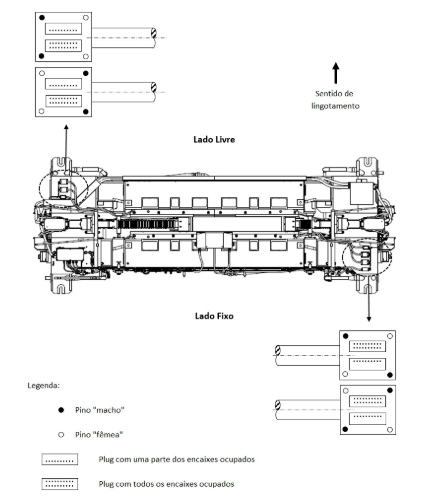 Sentido de
lingotamento
Lado Livre
Lado Fixo
Legenda:
Pino "macho"
Pino "fêmea"
Plug com uma parte dos encaixes ocupados
Plug com todos os encaixes ocupados